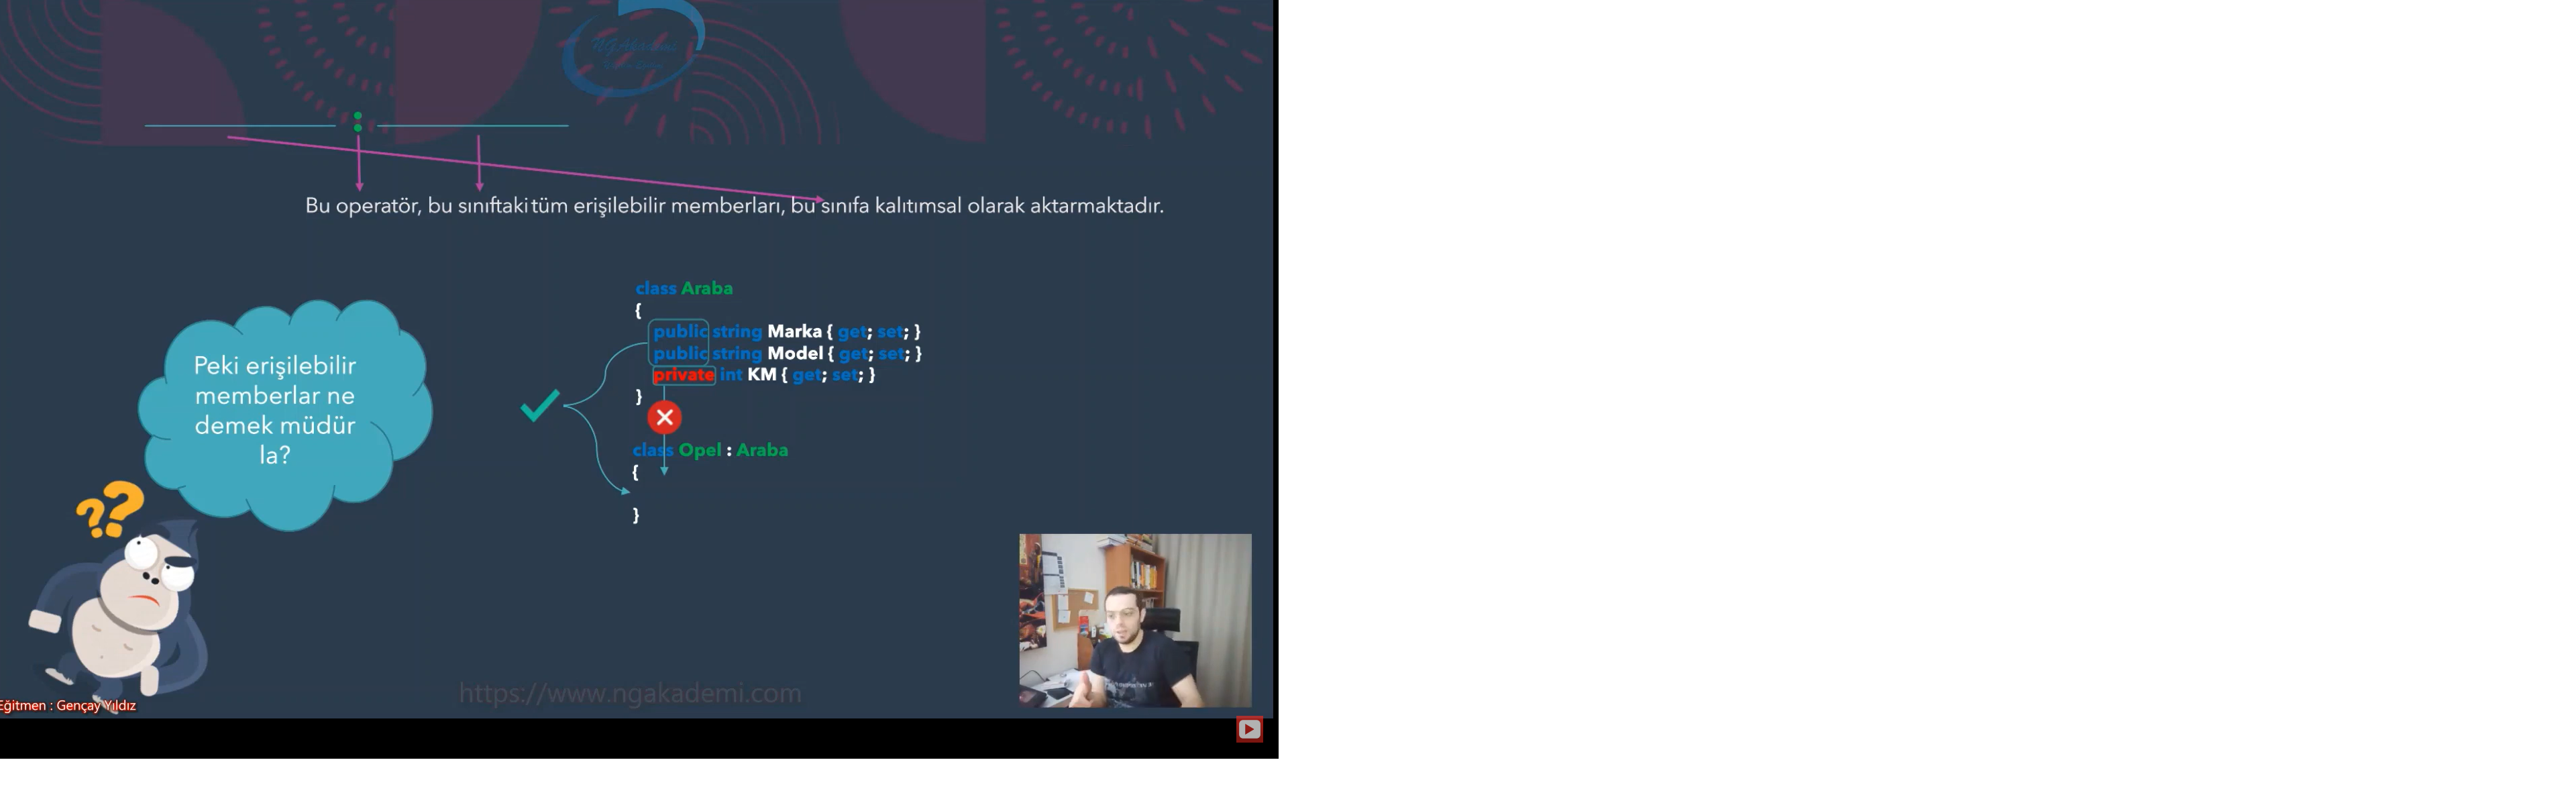 NG Akademi
:
Bu operatör, bu sınıftaki tüm erişilebilir memberları, bu sınıfa kalıtımsal olarak aktarmaktadır.
Peki erişilebilir
memberlar ne
demek müdür
la?
??
class Araba
{
public string Marka { get; set; }
public string Model { get; set; }
private int KM { get; set; }
}
class Opel : Araba
{
}
https://www.ngakademi.com
Eğitmen : Gençay Yıldız